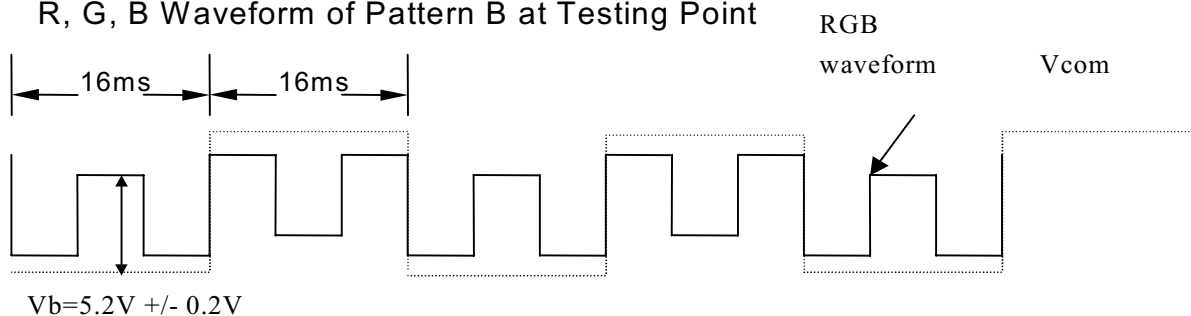 R, G, B Waveform of Pattern B at Testing Point
RGB
waveform
Vcom
16ms
16ms
Vb=5.2V +/- 0.2V